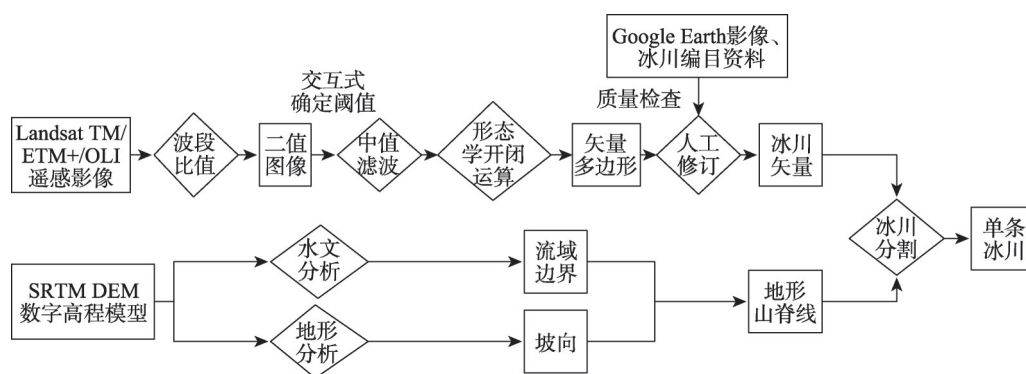 Google Earth影像、
冰川编目资料
交互式
确定阈值
质量检查
Landsat TM/
ETM+/OLI
遥感影像
波段
比值
二值
图像
中值
滤波
形态
学开闭
运算
矢量
多边形
人工
修订
冰川
矢量
冰川
分割
单条
冰川
SRTM DEM
数字高程模型
水文
分析
流域
边界
地形
分析
坡向
地形
山脊线